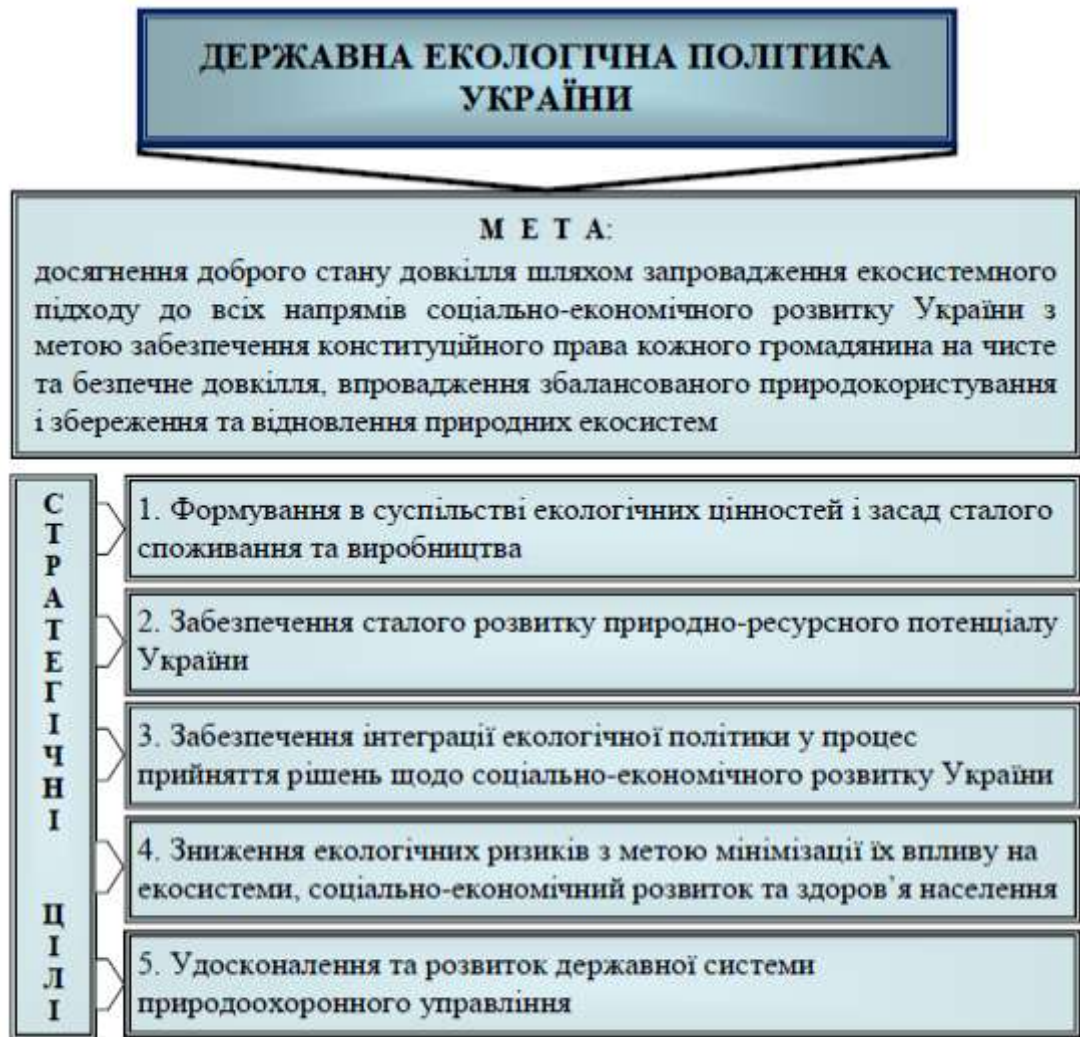 ДЕРЖАВНА ЕКОЛОГІЧНА ПОЛІТИКА
УКРАЇНИ
М Е Т А:
досягнення доброго стану довкілля шляхом запровадження екосистемного
підходу до всіх напрямів соціально-економічного розвитку України з
метою забезпечення конституційного права кожного громадянина на чисте
та безпечне довкілля, впровадження збалансованого природокористування
і збереження та відновлення природних екосистем
СТРАТЕГІЧНІ ЦІЛІ
1. Формування в суспільстві екологічних цінностей і засад сталого
споживання та виробництва
2. Забезпечення сталого розвитку природно-ресурсного потенціалу
України
3. Забезпечення інтеграції екологічної політики у процес
прийняття рішень щодо соціально-економічного розвитку України
4. Зниження екологічних ризиків з метою мінімізації їх впливу на
екосистеми, соціально-економічний розвиток та здоров`я населення
5. Удосконалення та розвиток державної системи
природоохоронного управління